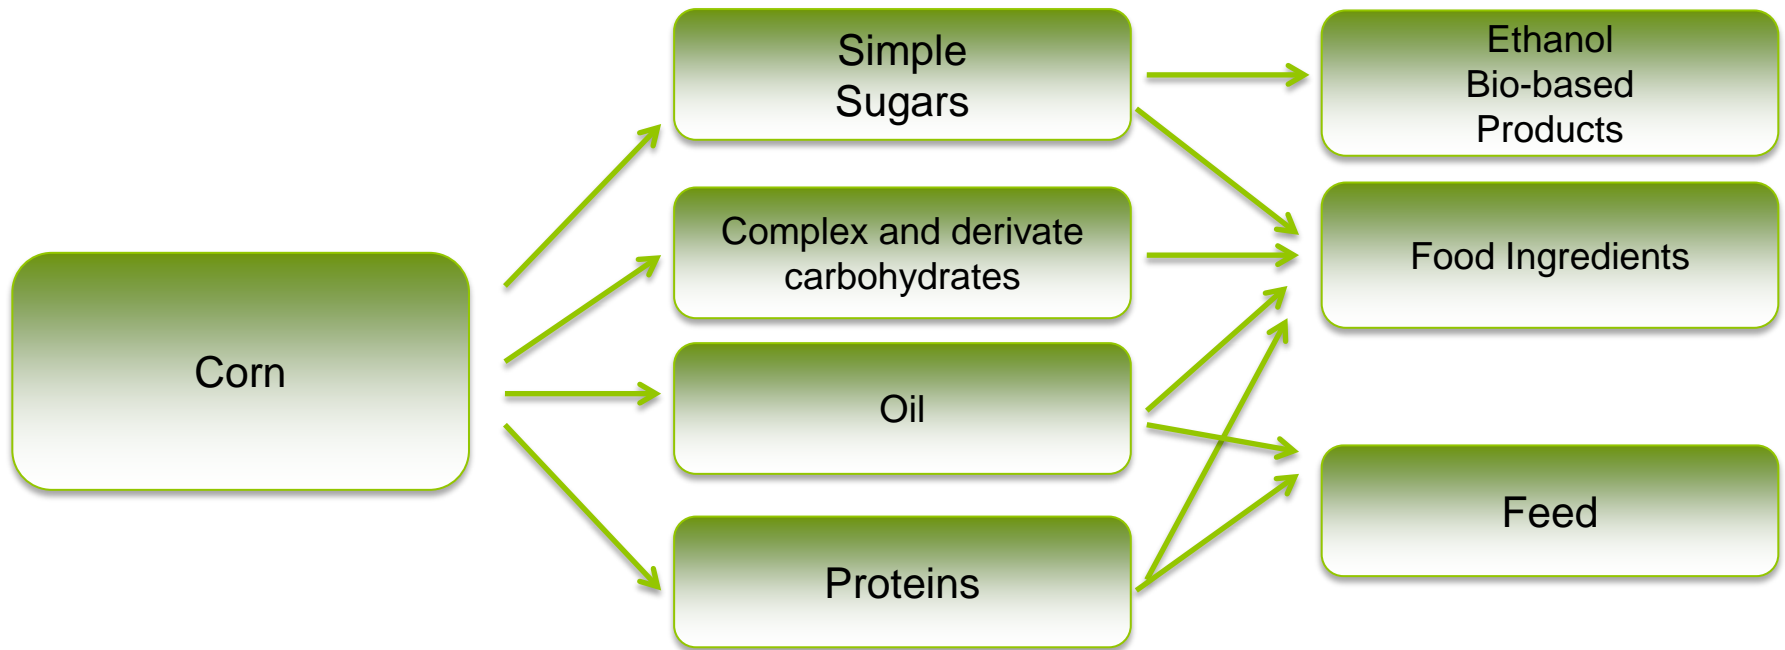 Corn
Simple
Sugars
Complex and derivate
carbohydrates
Oil
Proteins
Ethanol
Bio-based
Products
Food Ingredients
Feed